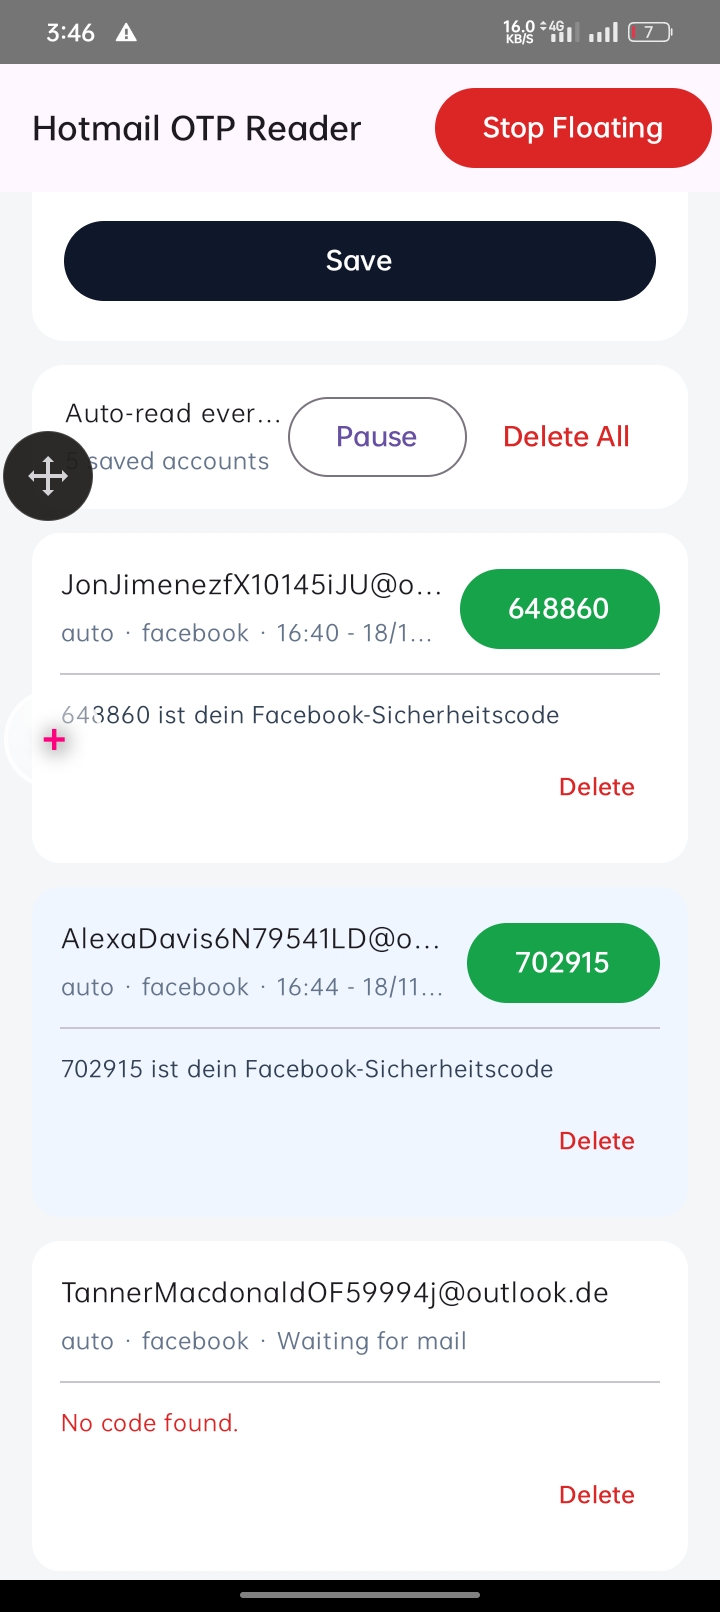 3:46
16.0 KB/S 4G 7
Hotmail OTP Reader
Stop Floating
Save
Auto-read ever...
5 saved accounts
Pause
Delete All
JonJimenezfX10145iJU@o...
auto · facebook · 16:40 - 18/1...
648860
648860 ist dein Facebook-Sicherheitscode
Delete
AlexaDavis6N79541LD@o...
auto · facebook · 16:44 - 18/11...
702915
702915 ist dein Facebook-Sicherheitscode
Delete
TannerMacdonaldOF59994j@outlook.de
auto · facebook · Waiting for mail
No code found.
Delete